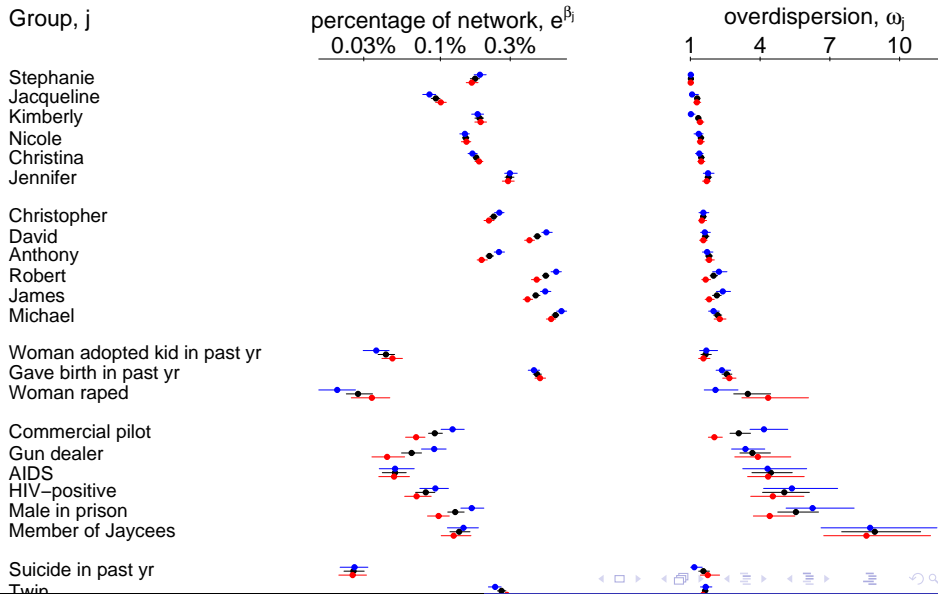 Group, j percentage of network, e^βj overdispersion, ωj
0.03% 0.1% 0.3% 1 4 7 10
Stephanie
Jacqueline
Kimberly
Nicole
Christina
Jennifer
Christopher
David
Anthony
Robert
James
Michael
Woman adopted kid in past yr
Gave birth in past yr
Woman raped
Commercial pilot
Gun dealer
AIDS
HIV−positive
Male in prison
Member of Jaycees
Suicide in past yr
Twin